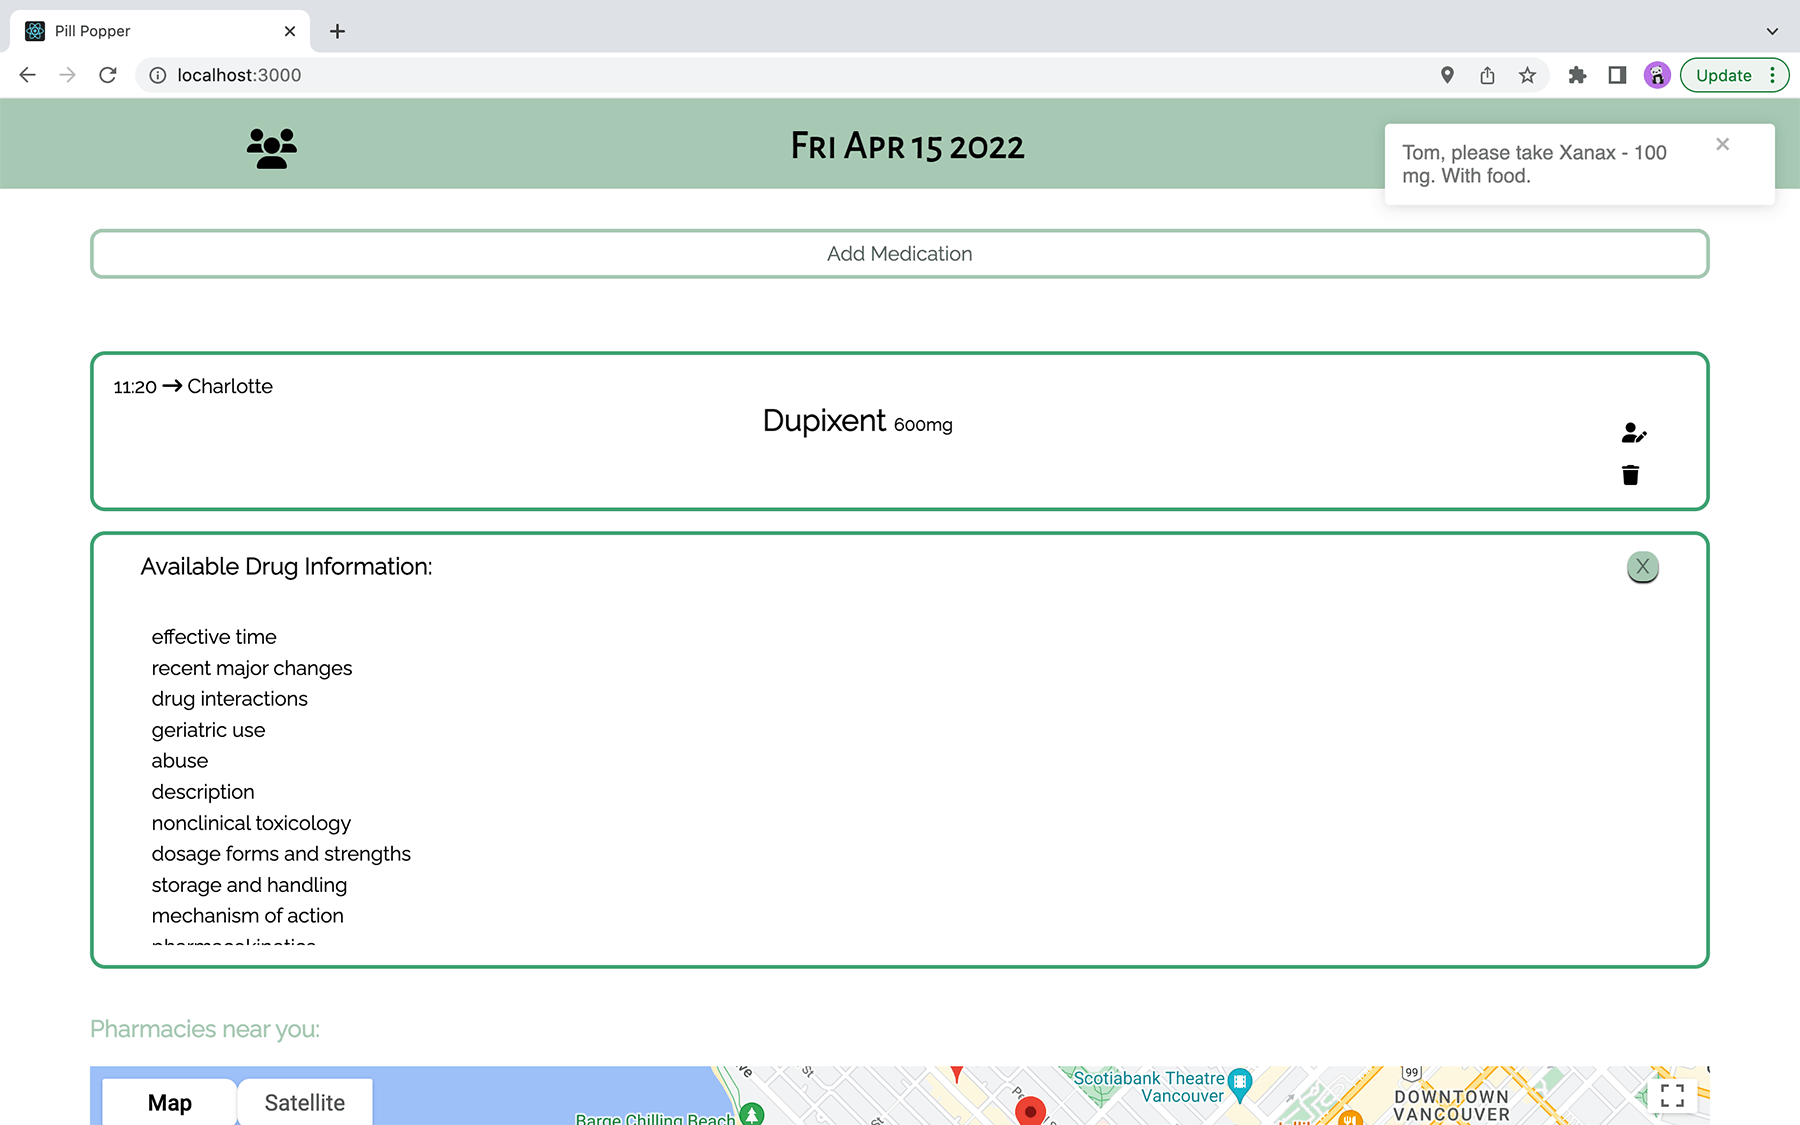 Pill Popper
localhost:3000
Update
Fri Apr 15 2022
Tom, please take Xanax - 100
mg. With food.
Add Medication
11:20 → Charlotte
Dupixent 600mg
Available Drug Information:
X
effective time
recent major changes
drug interactions
geriatric use
abuse
description
nonclinical toxicology
dosage forms and strengths
storage and handling
mechanism of action
pharmacokinetics
Pharmacies near you:
Map
Satellite
Barge Chilling Beach
St
Scotiabank Theatre
Vancouver
99
DOWNTOWN
VANCOUVER